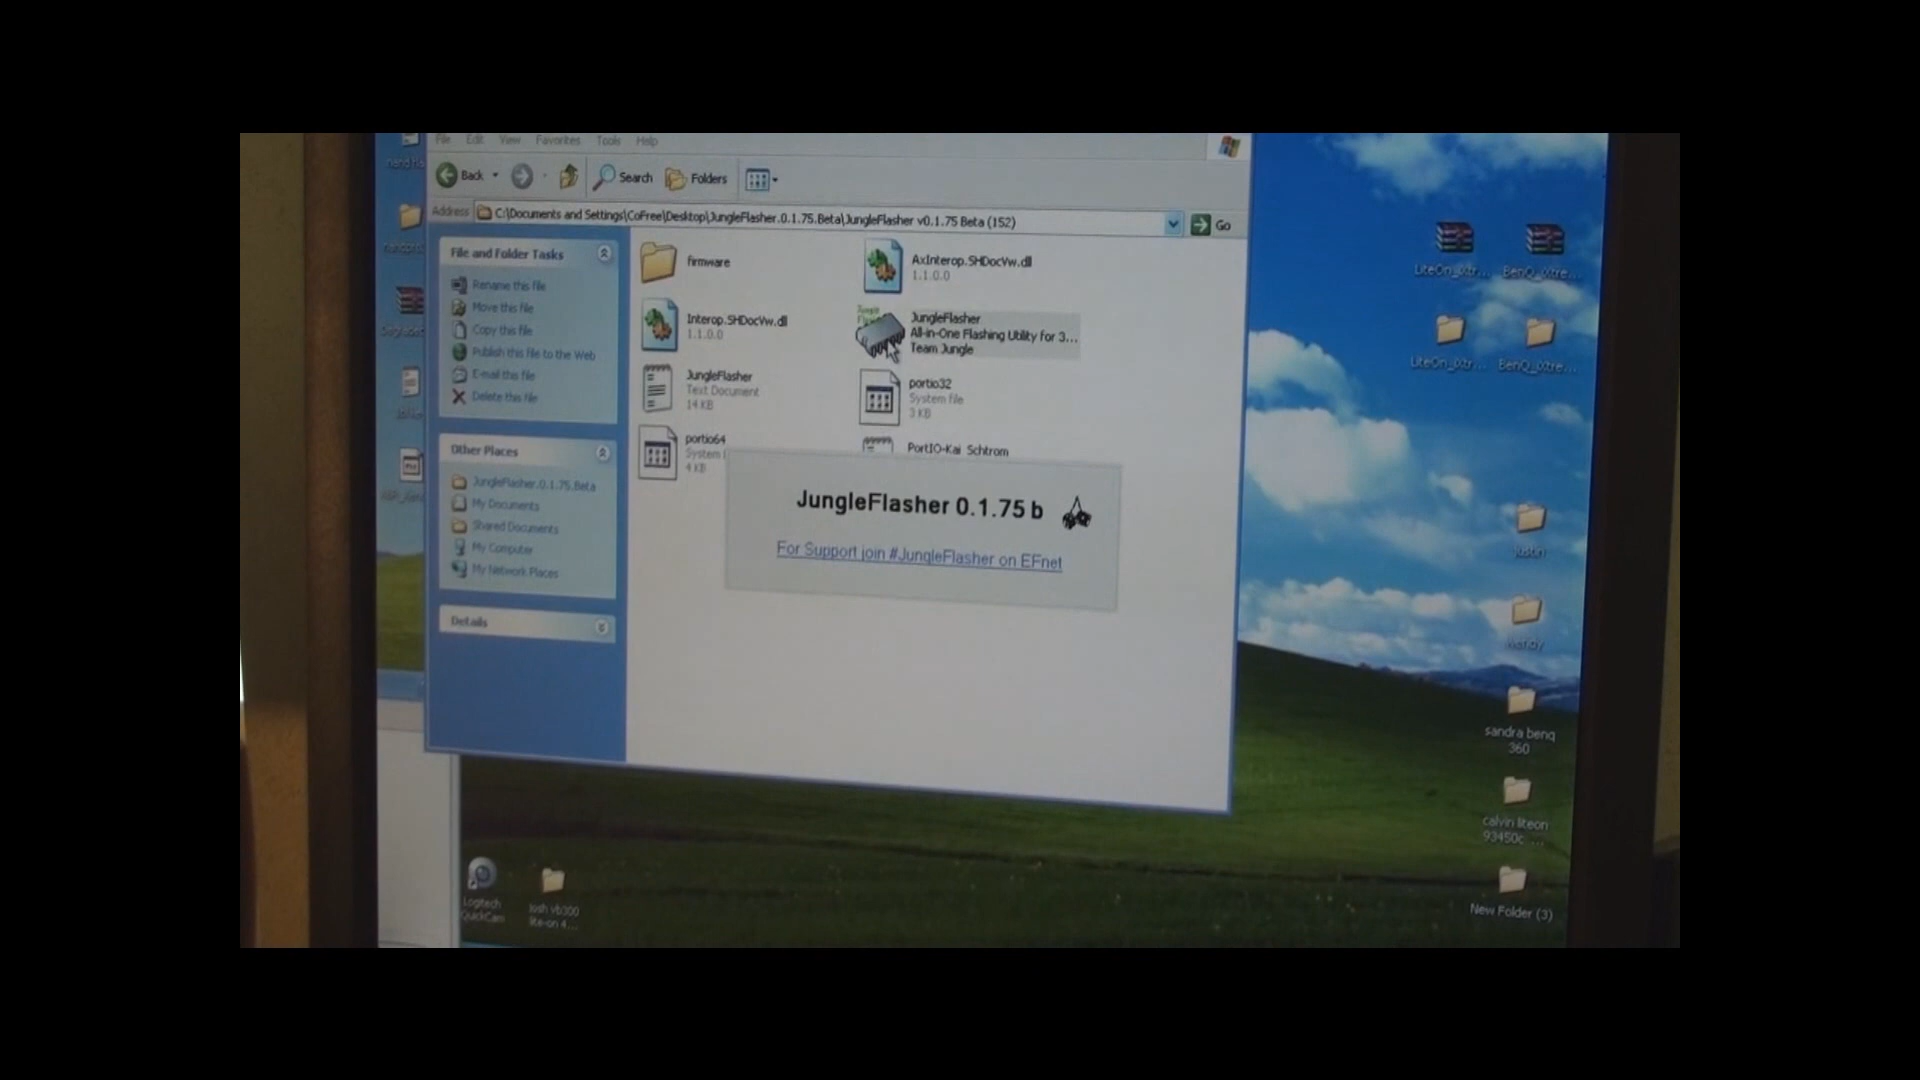 File Edit View Favorites Tools Help
Back Search Folders
Address C:\Documents and Settings\CoFree\Desktop\JungleFlasher.0.1.75.Beta\JungleFlasher v0.1.75 Beta (152) Go
File and Folder Tasks
Rename this file
Move this file
Copy this file
Publish this file to the Web
E-mail this file
Delete this file
Other Places
JungleFlasher.0.1.75.Beta
My Documents
Shared Documents
My Computer
My Network Places
Details
firmware
AxInterop.SHDocVw.dll
1.1.0.0
Interop.SHDocVw.dll
1.1.0.0
JungleFlasher
All-in-One Flashing Utility for 3...
Team Jungle
JungleFlasher
Text Document
14 KB
portio32
System file
3 KB
portio64
System
4 KB
PortIO-Kai Schtrom
JungleFlasher 0.1.75 b
For Support join #JungleFlasher on EFnet
LiteOn_iXtr...
BenQ_iXtre...
LiteOn_iXtr...
BenQ_iXtre...
justin
sandra benq
360
calvin liteon
93450c ...
New Folder (3)
Logitech
QuickCam
josh vb300
lite-on 4...